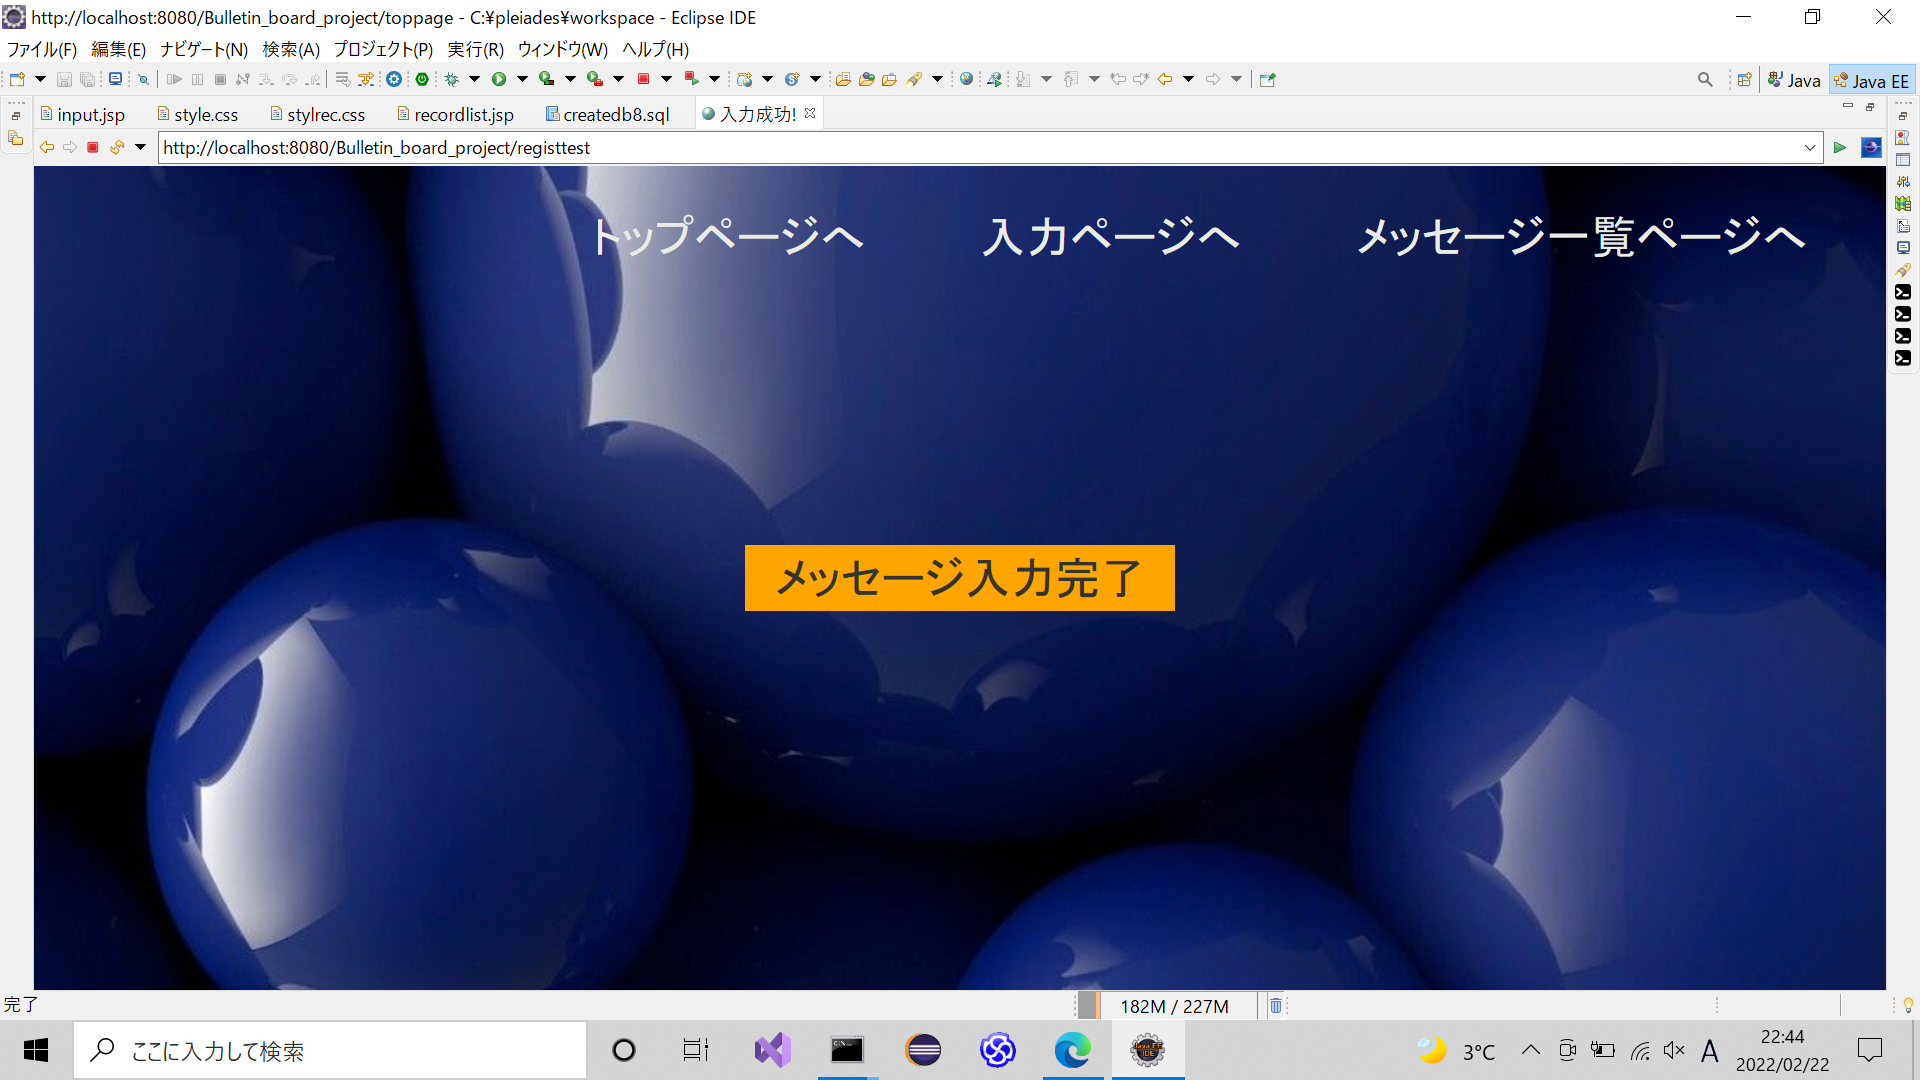 http://localhost:8080/Bulletin_board_project/toppage - C:¥pleiades¥workspace - Eclipse IDE
ファイル(F) 編集(E) ナビゲート(N) 検索(A) プロジェクト(P) 実行(R) ウィンドウ(W) ヘルプ(H)
Java Java EE
input.jsp style.css stylrec.css recordlist.jsp createdb8.sql 入力成功!
http://localhost:8080/Bulletin_board_project/registtest
トップページへ 入力ページへ メッセージ一覧ページへ
メッセージ入力完了
完了 182M / 227M
ここに入力して検索
3°C A 22:44
2022/02/22